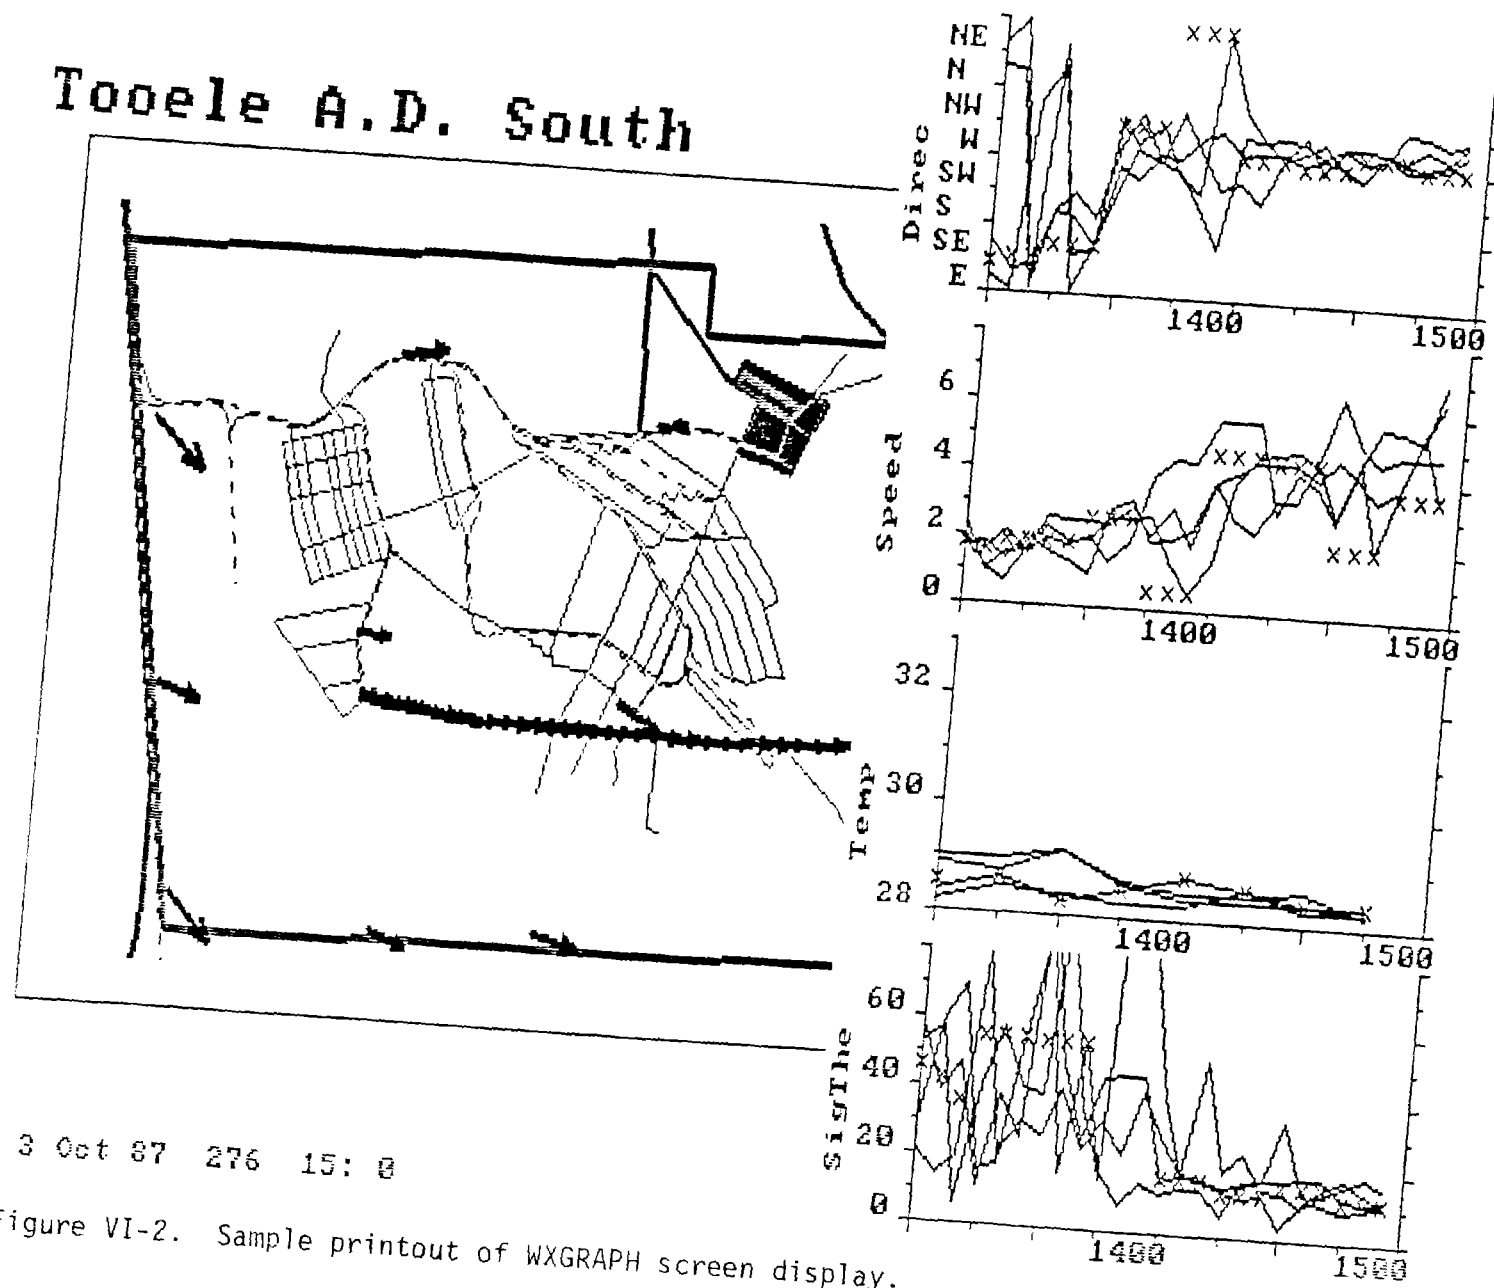 Tooele A.D. South
NE
N
NW
W
SW
S
SE
E
Direc
1400
1500
6
4
2
0
Speed
1400
1500
32
30
28
Temp
1400
1500
60
40
20
0
SigThe
1400
1500
3 Oct 87 276 15: 0
Figure VI-2. Sample printout of WXGRAPH screen display.